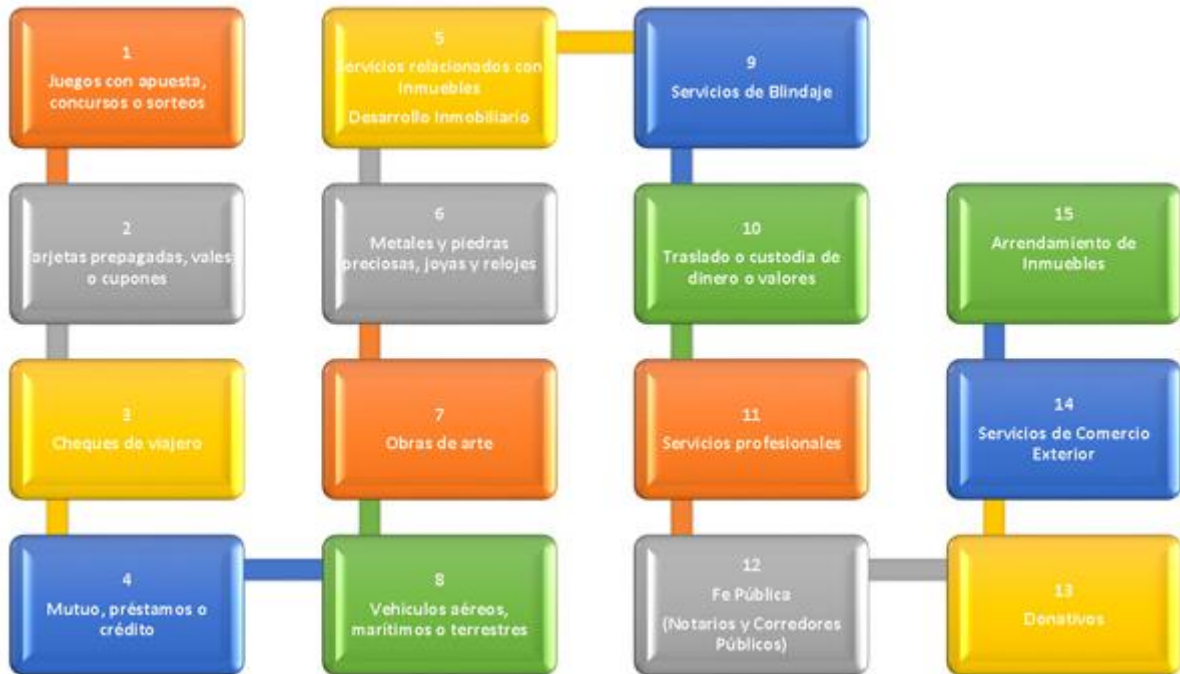 1
Juegos con apuesta,
concursos o sorteos
2
Tarjetas prepagadas, vales
o cupones
3
Cheques de viajero
4
Mutuo, préstamos o
crédito
5
Servicios relacionados con
Inmuebles
Desarrollo Inmobiliario
6
Metales y piedras
preciosas, joyas y relojes
7
Obras de arte
8
Vehículos aéreos,
marítimos o terrestres
9
Servicios de Blindaje
10
Traslado o custodia de
dinero o valores
11
Servicios profesionales
12
Fe Pública
(Notarios y Corredores
Públicos)
13
Donativos
14
Servicios de Comercio
Exterior
15
Arrendamiento de
Inmuebles